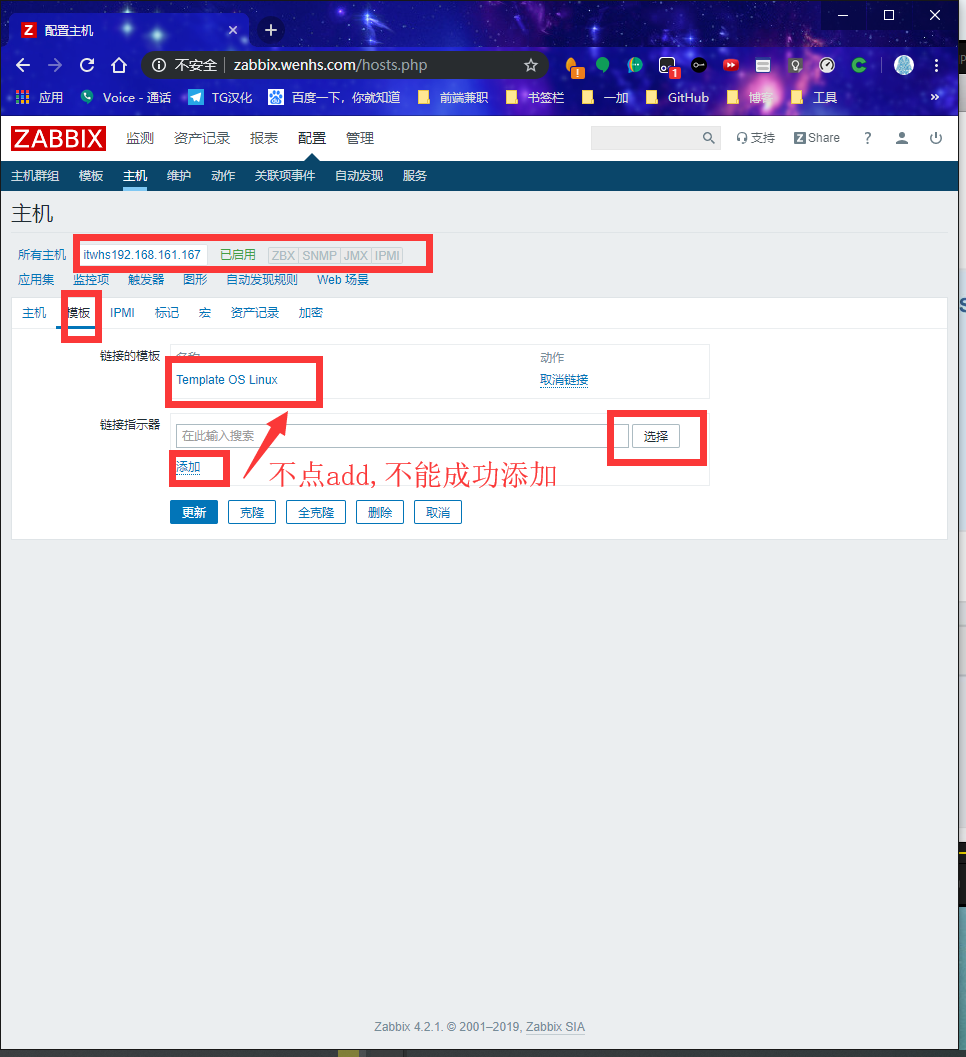 配置主机
不安全 zabbix.wenhs.com/hosts.php
应用 Voice - 通话 TG汉化 百度一下，你就知道 前端兼职 书签栏 一加 GitHub 博客 工具 »
ZABBIX 监测 资产记录 报表 配置 管理 支持 Z Share ?
主机群组 模板 主机 维护 动作 关联项事件 自动发现 服务
主机
所有主机 itwhs192.168.161.167 已启用 ZBX SNMP JMX IPMI
应用集 监控项 触发器 图形 自动发现规则 Web 场景
主机 模板 IPMI 标记 宏 资产记录 加密
链接的模板 名称 动作
Template OS Linux 取消链接
链接指示器 在此输入搜索 选择
添加
不点add,不能成功添加
更新 克隆 全克隆 删除 取消
Zabbix 4.2.1. © 2001–2019, Zabbix SIA